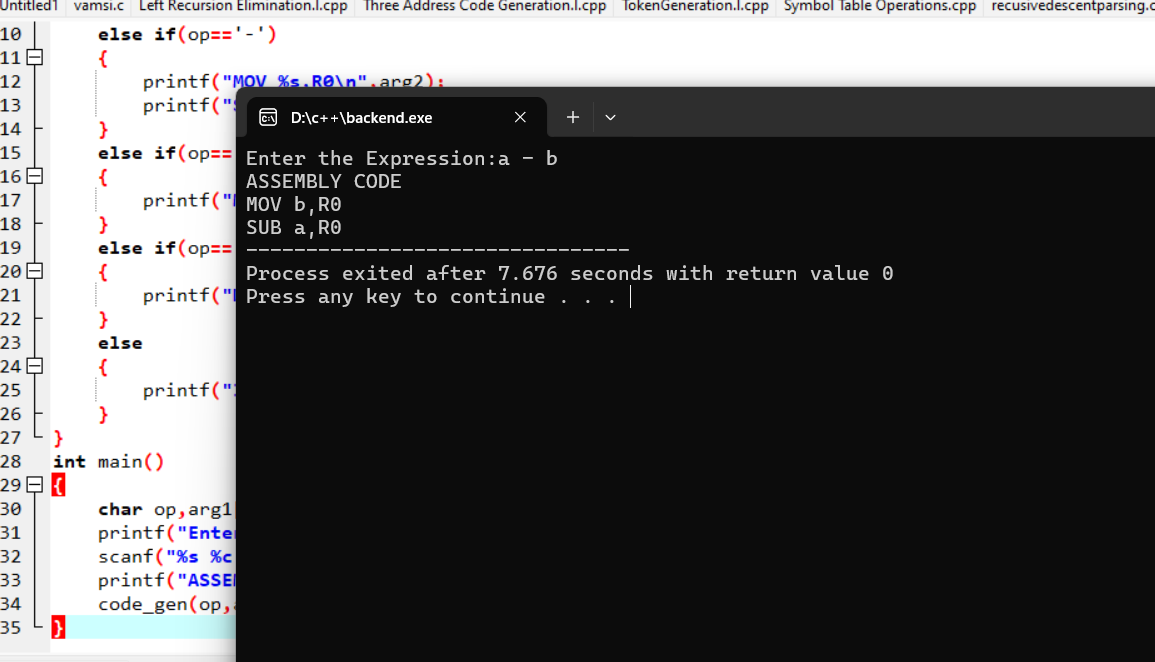 Untitled1 vamsi.c Left Recursion Elimination.l.cpp Three Address Code Generation.l.cpp TokenGeneration.l.cpp Symbol Table Operations.cpp recusivedescentparsing.c
10 else if(op=='-')
11 {
12 printf("MOV %s,R0\n",arg2);
13 printf("S
14 }
15 else if(op==
16 {
17 printf("
18 }
19 else if(op==
20 {
21 printf("
22 }
23 else
24 {
25 printf("
26 }
27 }
28 int main()
29 {
30 char op,arg1
31 printf("Enter
32 scanf("%s %c
33 printf("ASSEM
34 code_gen(op,
35 }
D:\c++\backend.exe
Enter the Expression:a - b
ASSEMBLY CODE
MOV b,R0
SUB a,R0
--------------------------------
Process exited after 7.676 seconds with return value 0
Press any key to continue . . .